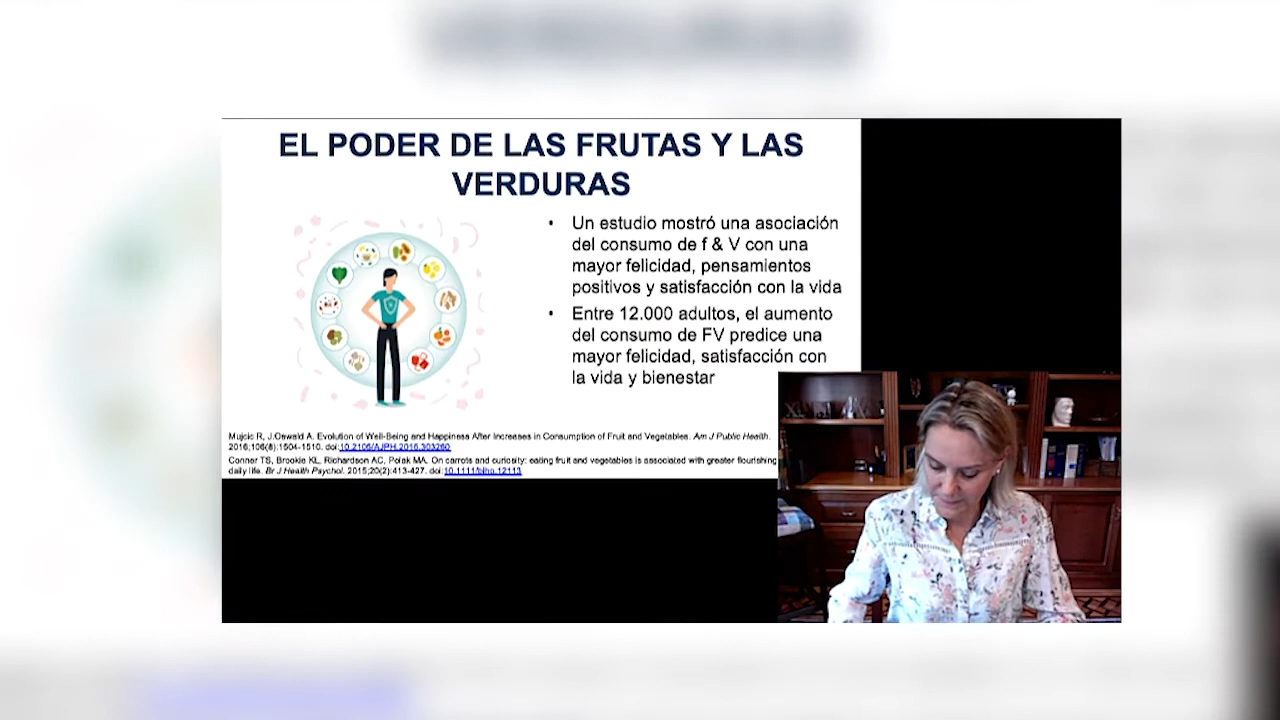 EL PODER DE LAS FRUTAS Y LAS
VERDURAS
• Un estudio mostró una asociación
del consumo de f & V con una
mayor felicidad, pensamientos
positivos y satisfacción con la vida
• Entre 12.000 adultos, el aumento
del consumo de FV predice una
mayor felicidad, satisfacción con
la vida y bienestar
Mujcic R, J.Oswald A. Evolution of Well-Being and Happiness After Increases in Consumption of Fruit and Vegetables. Am J Public Health.
2016;106(8):1504-1510. doi:10.2105/AJPH.2016.303260
Conner TS, Brookie KL, Richardson AC, Polak MA. On carrots and curiosity: eating fruit and vegetables is associated with greater flourishing
daily life. Br J Health Psychol. 2015;20(2):413-427. doi:10.1111/bjhp.12113